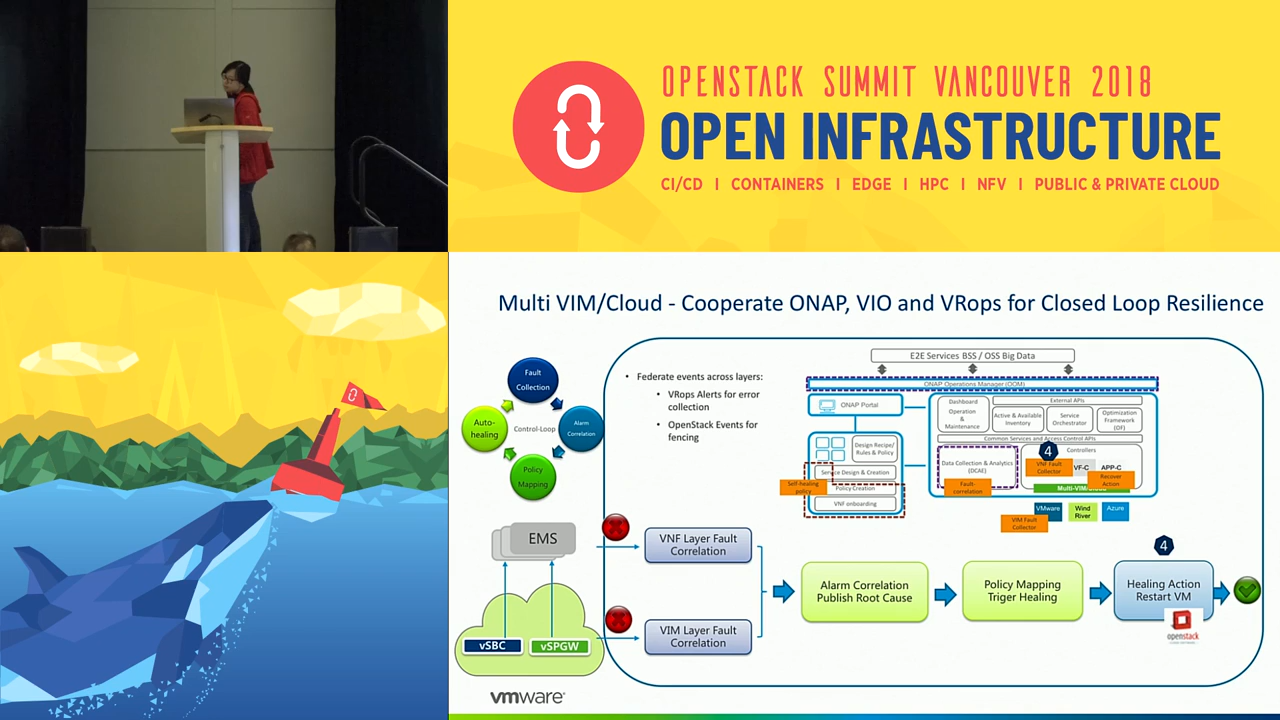 OPENSTACK SUMMIT VANCOUVER 2018
OPEN INFRASTRUCTURE
CI/CD | CONTAINERS | EDGE | HPC | NFV | PUBLIC & PRIVATE CLOUD
Multi VIM/Cloud - Cooperate ONAP, VIO and VRops for Closed Loop Resilience
Fault
Collection
Alarm
Correlation
Policy
Mapping
Auto-
healing
Control-Loop
• Federate events across layers:
• VRops Alerts for error
collection
• OpenStack Events for
fencing
E2E Services BSS / OSS Big Data
ONAP Operations Manager (OOM)
ONAP Portal
Design Recipe/
Rules & Policy
Service Design & Creation
Self-healing
policy
Policy Creation
VNF onboarding
Dashboard
Operation
&
Maintenance
External APIs
Active & Available
Inventory
Service
Orchestrator
Optimization
Framework
(OF)
Common Services and Access Control APIs
Data Collection & Analytics
(DCAE)
Fault-
correlation
4
Controllers
VNF Fault
Collector
VF-C
APP-C
Recover
Action
Multi-VIM/Cloud
VMware
Wind
River
Azure
VIM Fault
Collector
EMS
vSBC
vSPGW
VNF Layer Fault
Correlation
VIM Layer Fault
Correlation
Alarm Correlation
Publish Root Cause
Policy Mapping
Triger Healing
4
Healing Action
Restart VM
openstack
vmware